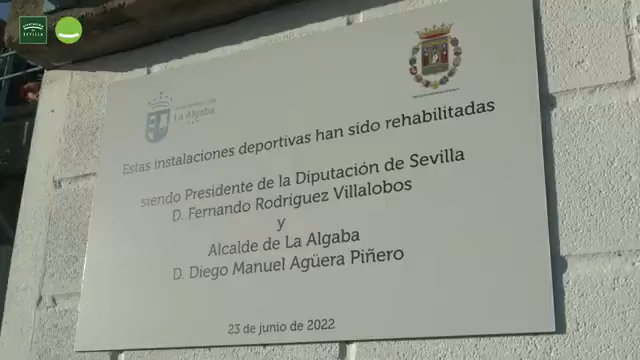 SEVILLA
La Algaba
Estas instalaciones deportivas han sido rehabilitadas
siendo Presidente de la Diputación de Sevilla
D. Fernando Rodríguez Villalobos
y
Alcalde de La Algaba
D. Diego Manuel Agüera Piñero
23 de junio de 2022